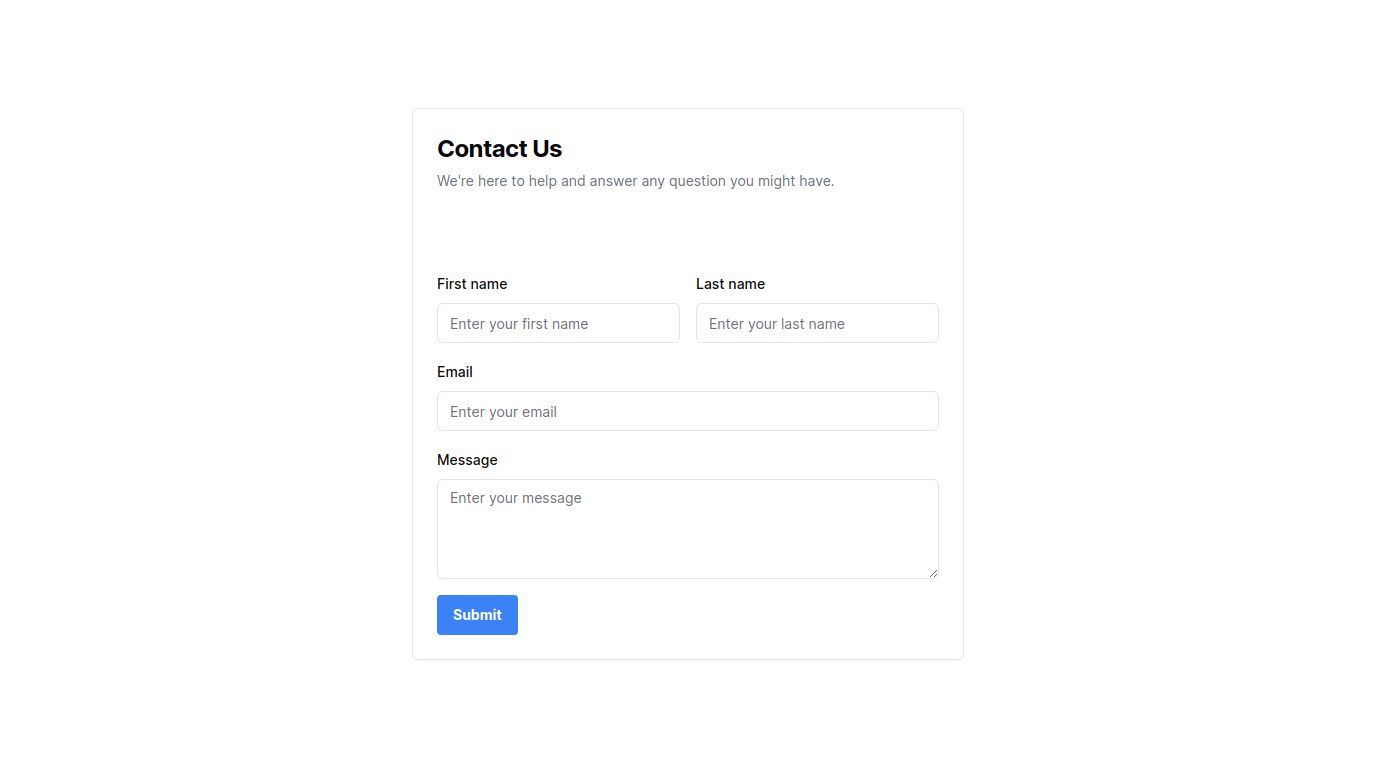 Contact Us
We're here to help and answer any question you might have.
First name Last name
Enter your first name Enter your last name
Email
Enter your email
Message
Enter your message
Submit